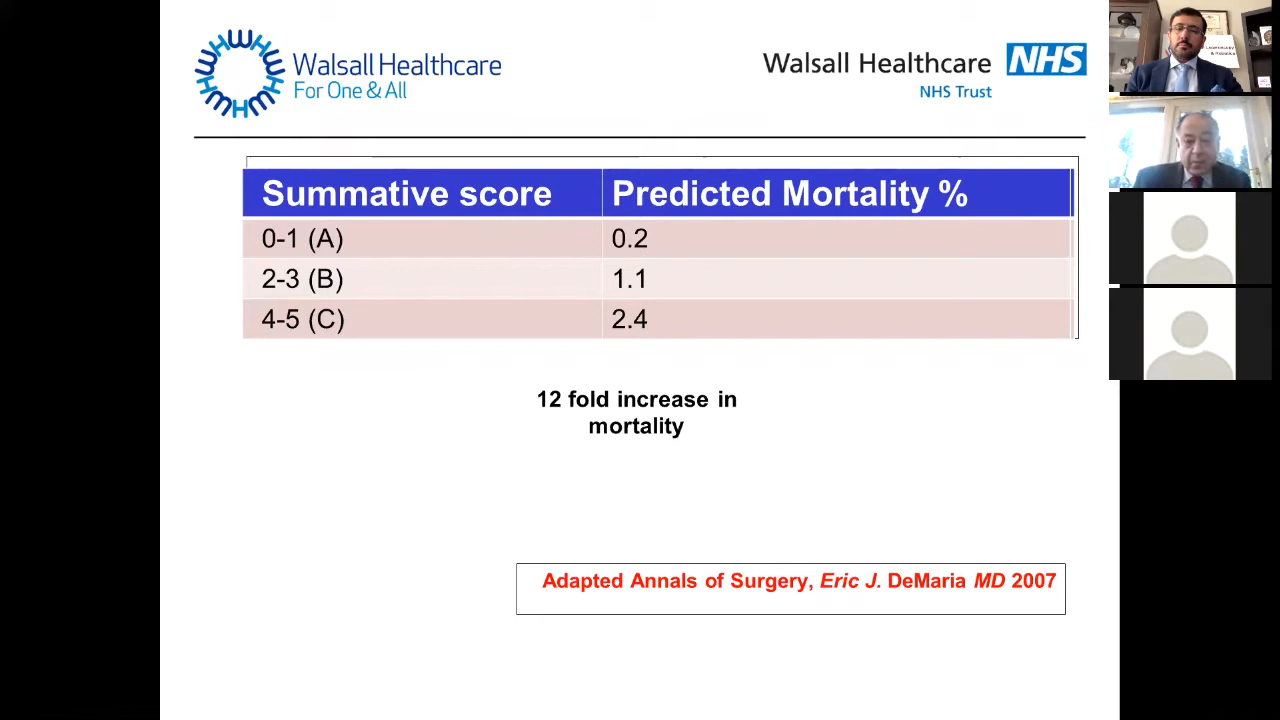 Walsall Healthcare
For One & All
Walsall Healthcare NHS
NHS Trust
Summative score Predicted Mortality %
0-1 (A) 0.2
2-3 (B) 1.1
4-5 (C) 2.4
12 fold increase in
mortality
Adapted Annals of Surgery, Eric J. DeMaria MD 2007